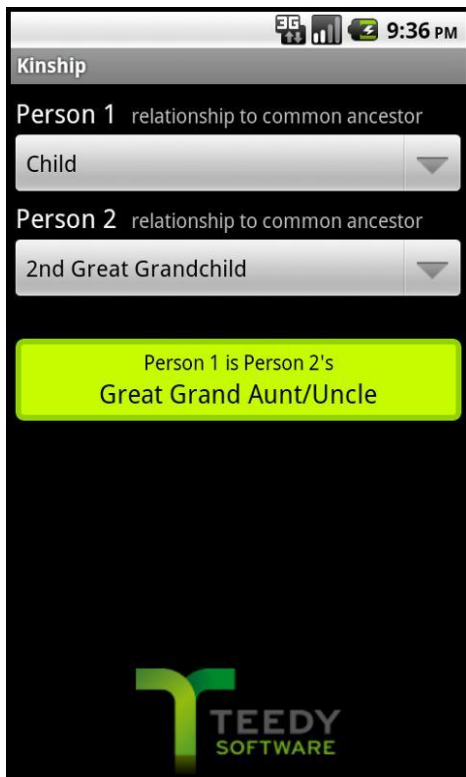 3G 9:36 PM
Kinship
Person 1 relationship to common ancestor
Child
Person 2 relationship to common ancestor
2nd Great Grandchild
Person 1 is Person 2's
Great Grand Aunt/Uncle
TEEDY
SOFTWARE